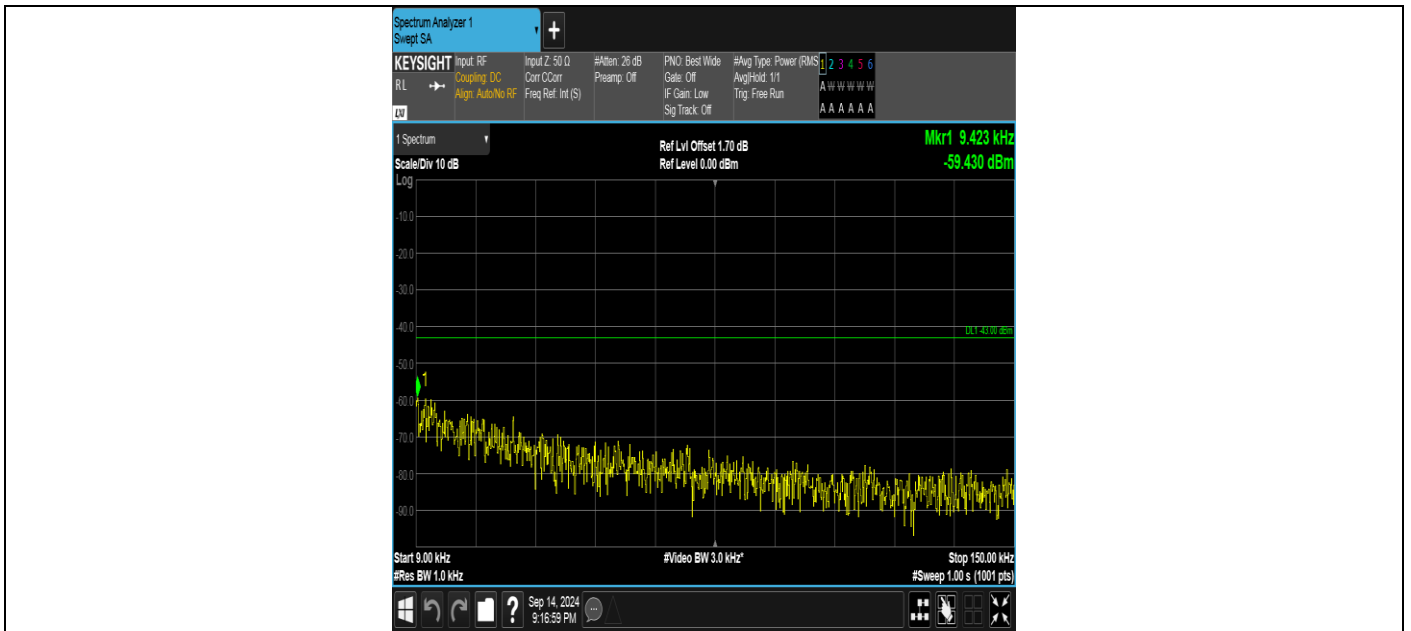 Spectrum Analyzer 1
Swept SA
KEYSIGHT
RL
LXI
Input: RF
Coupling: DC
Align: Auto/No RF
Input Z: 50 Ω
Corr CCorr
Freq Ref: Int (S)
#Atten: 26 dB
Preamp: Off
PNO: Best Wide
Gate: Off
IF Gain: Low
Sig Track: Off
#Avg Type: Power (RMS
Avg|Hold: 1/1
Trig: Free Run
1 2 3 4 5 6
A W W W W W
A A A A A A
1 Spectrum
Scale/Div 10 dB
Log
Ref Lvl Offset 1.70 dB
Ref Level 0.00 dBm
Mkr1 9.423 kHz
-59.430 dBm
-10.0
-20.0
-30.0
-40.0
DL1 -43.00 dBm
-50.0
1
-60.0
-70.0
-80.0
-90.0
Start 9.00 kHz
#Video BW 3.0 kHz*
Stop 150.00 kHz
#Res BW 1.0 kHz
#Sweep 1.00 s (1001 pts)
?
Sep 14, 2024
9:16:59 PM